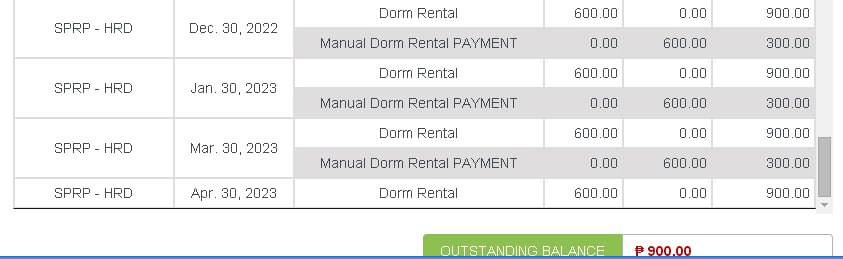 Dorm Rental 600.00 0.00 900.00
SPRP - HRD Dec. 30, 2022
Manual Dorm Rental PAYMENT 0.00 600.00 300.00
Dorm Rental 600.00 0.00 900.00
SPRP - HRD Jan. 30, 2023
Manual Dorm Rental PAYMENT 0.00 600.00 300.00
Dorm Rental 600.00 0.00 900.00
SPRP - HRD Mar. 30, 2023
Manual Dorm Rental PAYMENT 0.00 600.00 300.00
SPRP - HRD Apr. 30, 2023 Dorm Rental 600.00 0.00 900.00
OUTSTANDING BALANCE ₱ 900.00